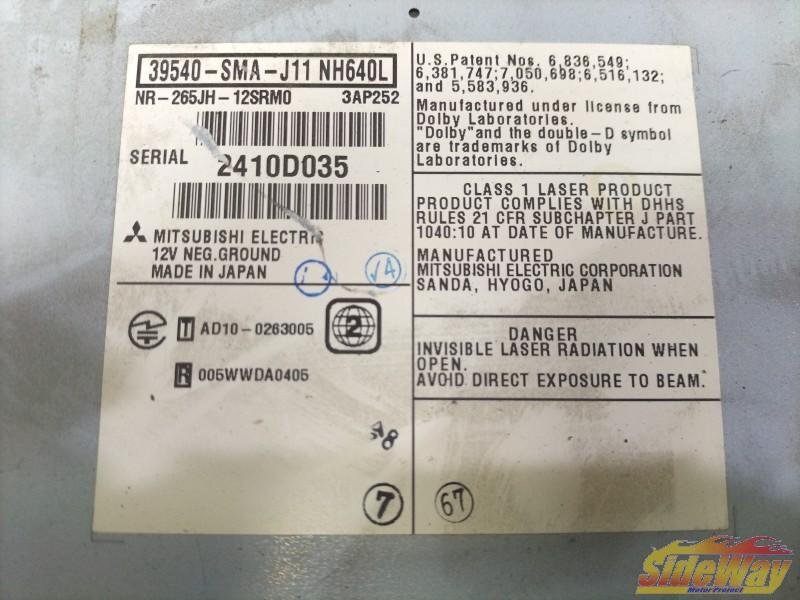 39540-SMA-J11 NH640L
NR-265JH-12SRM0 3AP252
SERIAL 2410D035
MITSUBISHI ELECTRIC
12V NEG.GROUND
MADE IN JAPAN
T AD10-0263005
R 005WWDA0405
2
7
U.S.Patent Nos. 6,836,549;
6,381,747;7,050,698;6,516,132;
and 5,583,936.
Manufactured under license from
Dolby Laboratories.
"Dolby"and the double-D symbol
are trademarks of Dolby
Laboratories.
CLASS 1 LASER PRODUCT
PRODUCT COMPLIES WITH DHHS
RULES 21 CFR SUBCHAPTER J PART
1040:10 AT DATE OF MANUFACTURE.
MANUFACTURED
MITSUBISHI ELECTRIC CORPORATION
SANDA, HYOGO, JAPAN
DANGER
INVISIBLE LASER RADIATION WHEN
OPEN.
AVOID DIRECT EXPOSURE TO BEAM.
67
SIdeWay
Motor Project